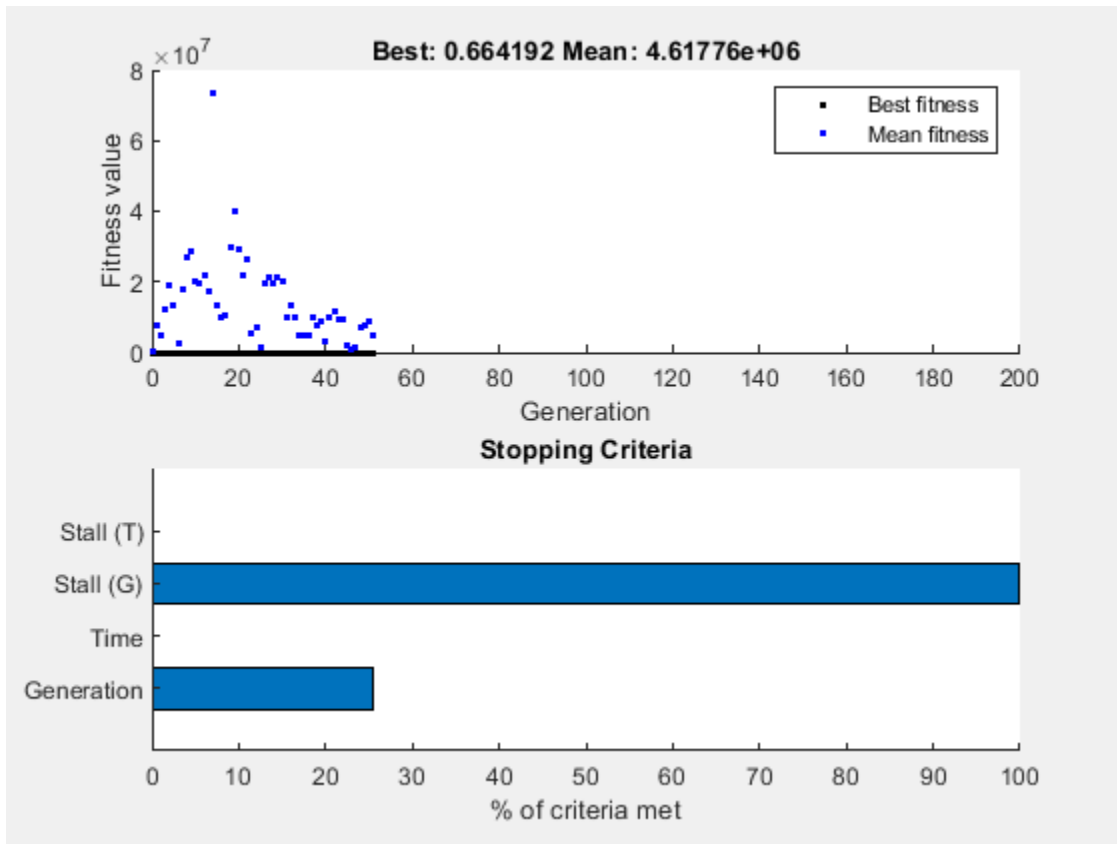 ×10^7
Best: 0.664192 Mean: 4.61776e+06
8
6
4
2
0
Fitness value
Best fitness
Mean fitness
0 20 40 60 80 100 120 140 160 180 200
Generation
Stopping Criteria
Stall (T)
Stall (G)
Time
Generation
0 10 20 30 40 50 60 70 80 90 100
% of criteria met